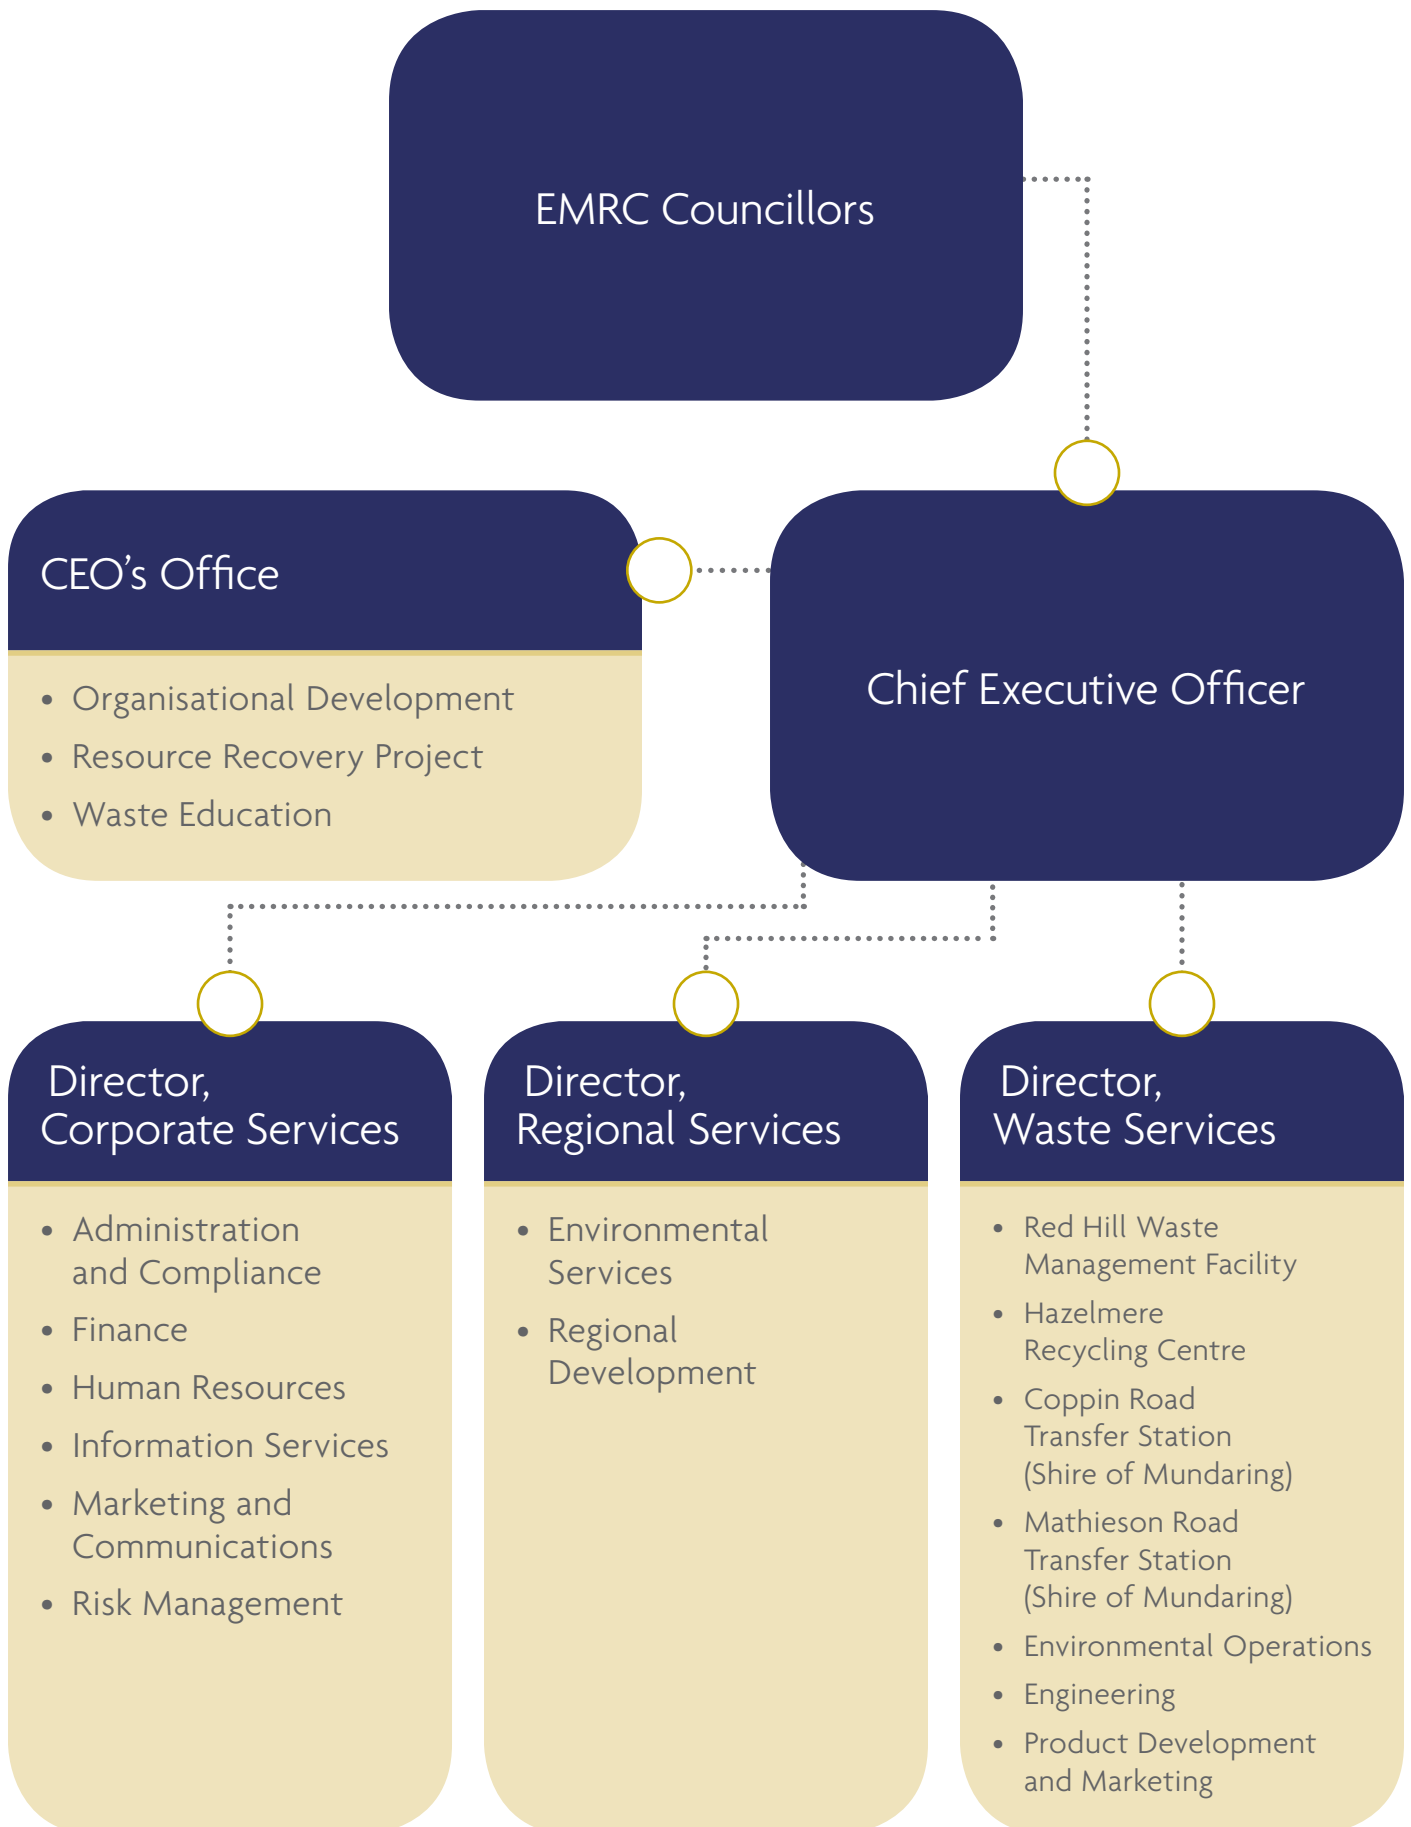 EMRC Councillors
CEO’s Office
• Organisational Development
• Resource Recovery Project
• Waste Education
Chief Executive Officer
Director,
Corporate Services
• Administration
and Compliance
• Finance
• Human Resources
• Information Services
• Marketing and
Communications
• Risk Management
Director,
Regional Services
• Environmental
Services
• Regional
Development
Director,
Waste Services
• Red Hill Waste
Management Facility
• Hazelmere
Recycling Centre
• Coppin Road
Transfer Station
(Shire of Mundaring)
• Mathieson Road
Transfer Station
(Shire of Mundaring)
• Environmental Operations
• Engineering
• Product Development
and Marketing